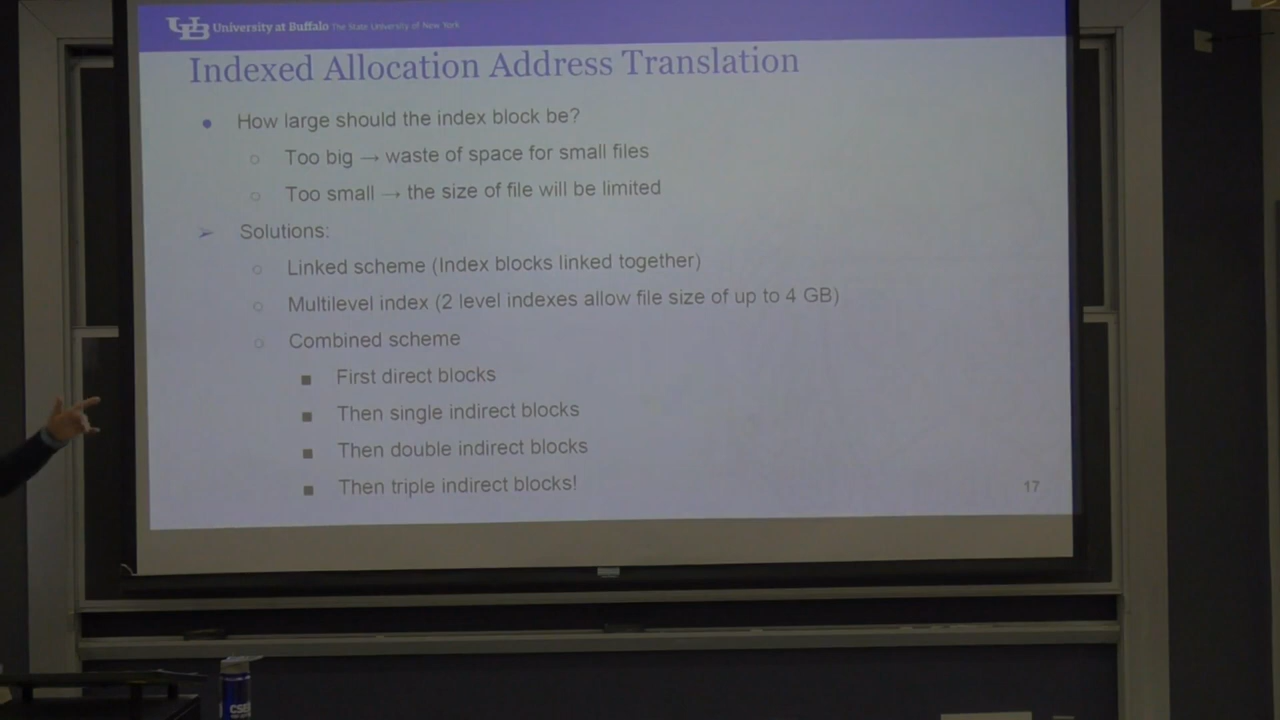 UB University at Buffalo The State University of New York
Indexed Allocation Address Translation
● How large should the index block be?
○ Too big → waste of space for small files
○ Too small → the size of file will be limited
➢ Solutions:
○ Linked scheme (Index blocks linked together)
○ Multilevel index (2 level indexes allow file size of up to 4 GB)
○ Combined scheme
■ First direct blocks
■ Then single indirect blocks
■ Then double indirect blocks
■ Then triple indirect blocks!
17